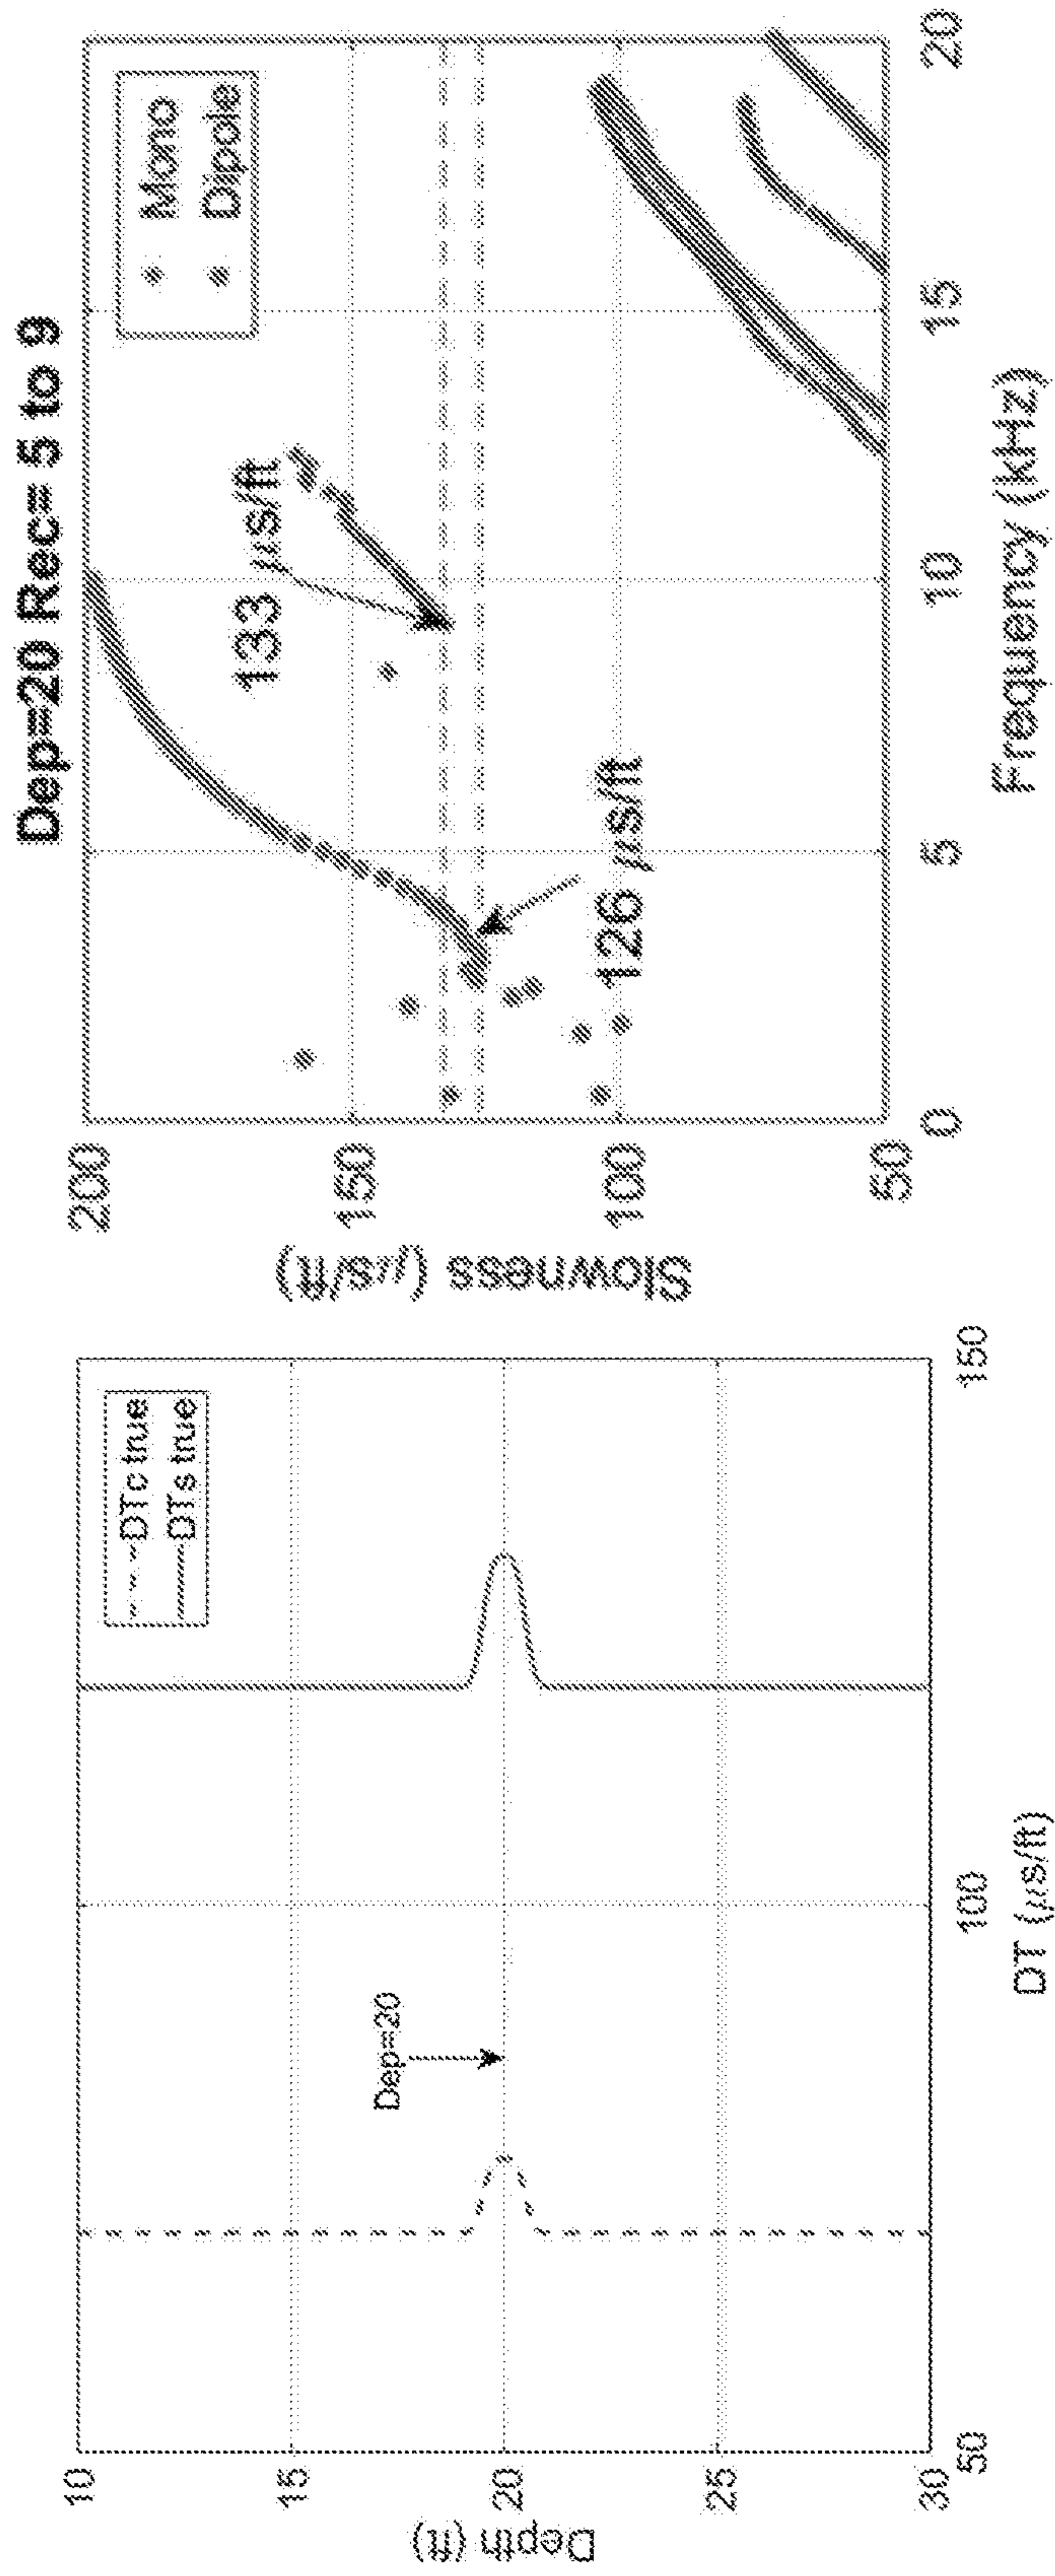 Depth (ft)
10
15
20
25
30
DTc true
DTs true
Dep=20
50
100
150
DT (μs/ft)
Dep=20 Rec= 5 to 9
Slowness (μs/ft)
200
150
100
50
Mono
Dipole
133 μs/ft
126 μs/ft
0
5
10
15
20
Frequency (kHz)